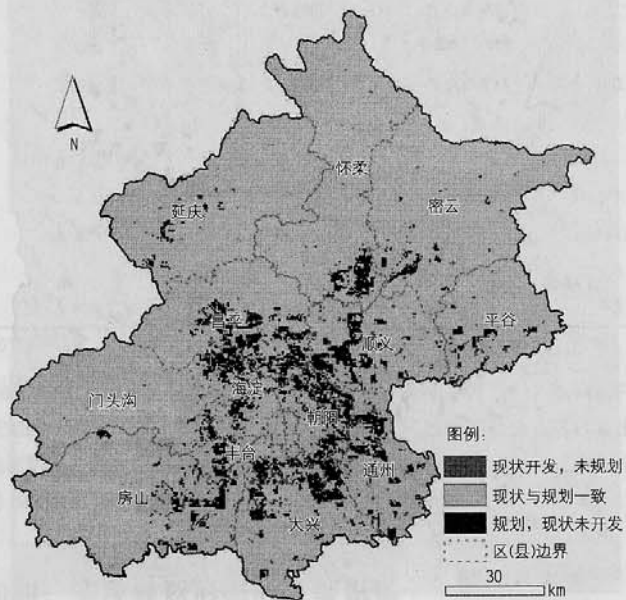 怀柔
延庆
密云
N
平谷
昌平
顺义
海淀
门头沟
朝阳
丰台
通州
房山
大兴
图例:
现状开发, 未规划
现状与规划一致
规划, 现状未开发
区(县)边界
30
km